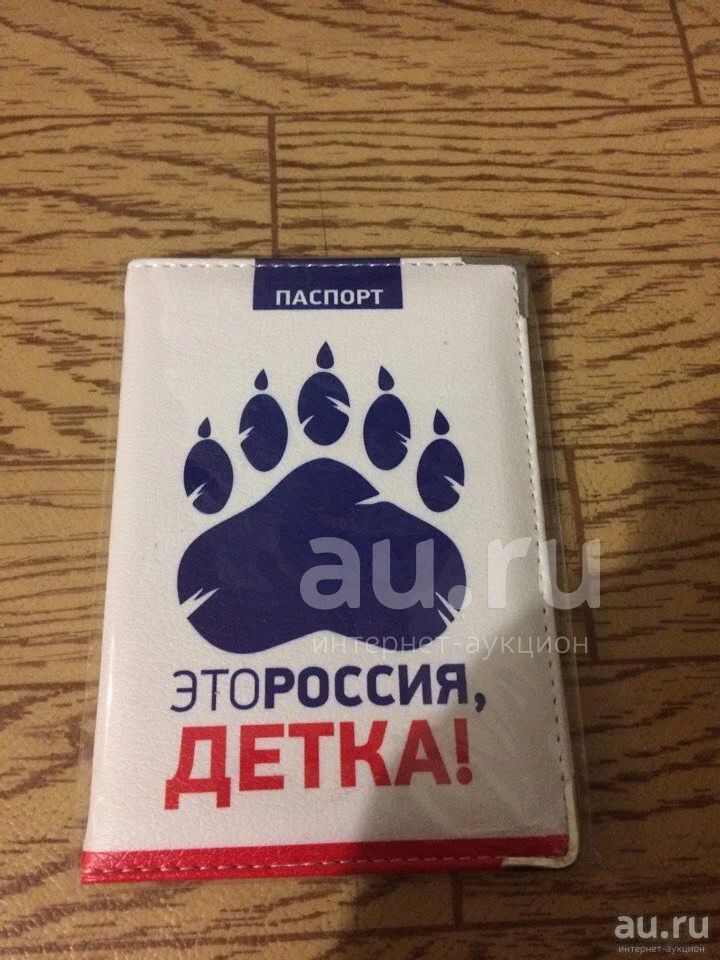 ПАСПОРТ
au.ru
интернет-аукцион
ЭТОРОССИЯ,
ДЕТКА!
au.ru
интернет-аукцион